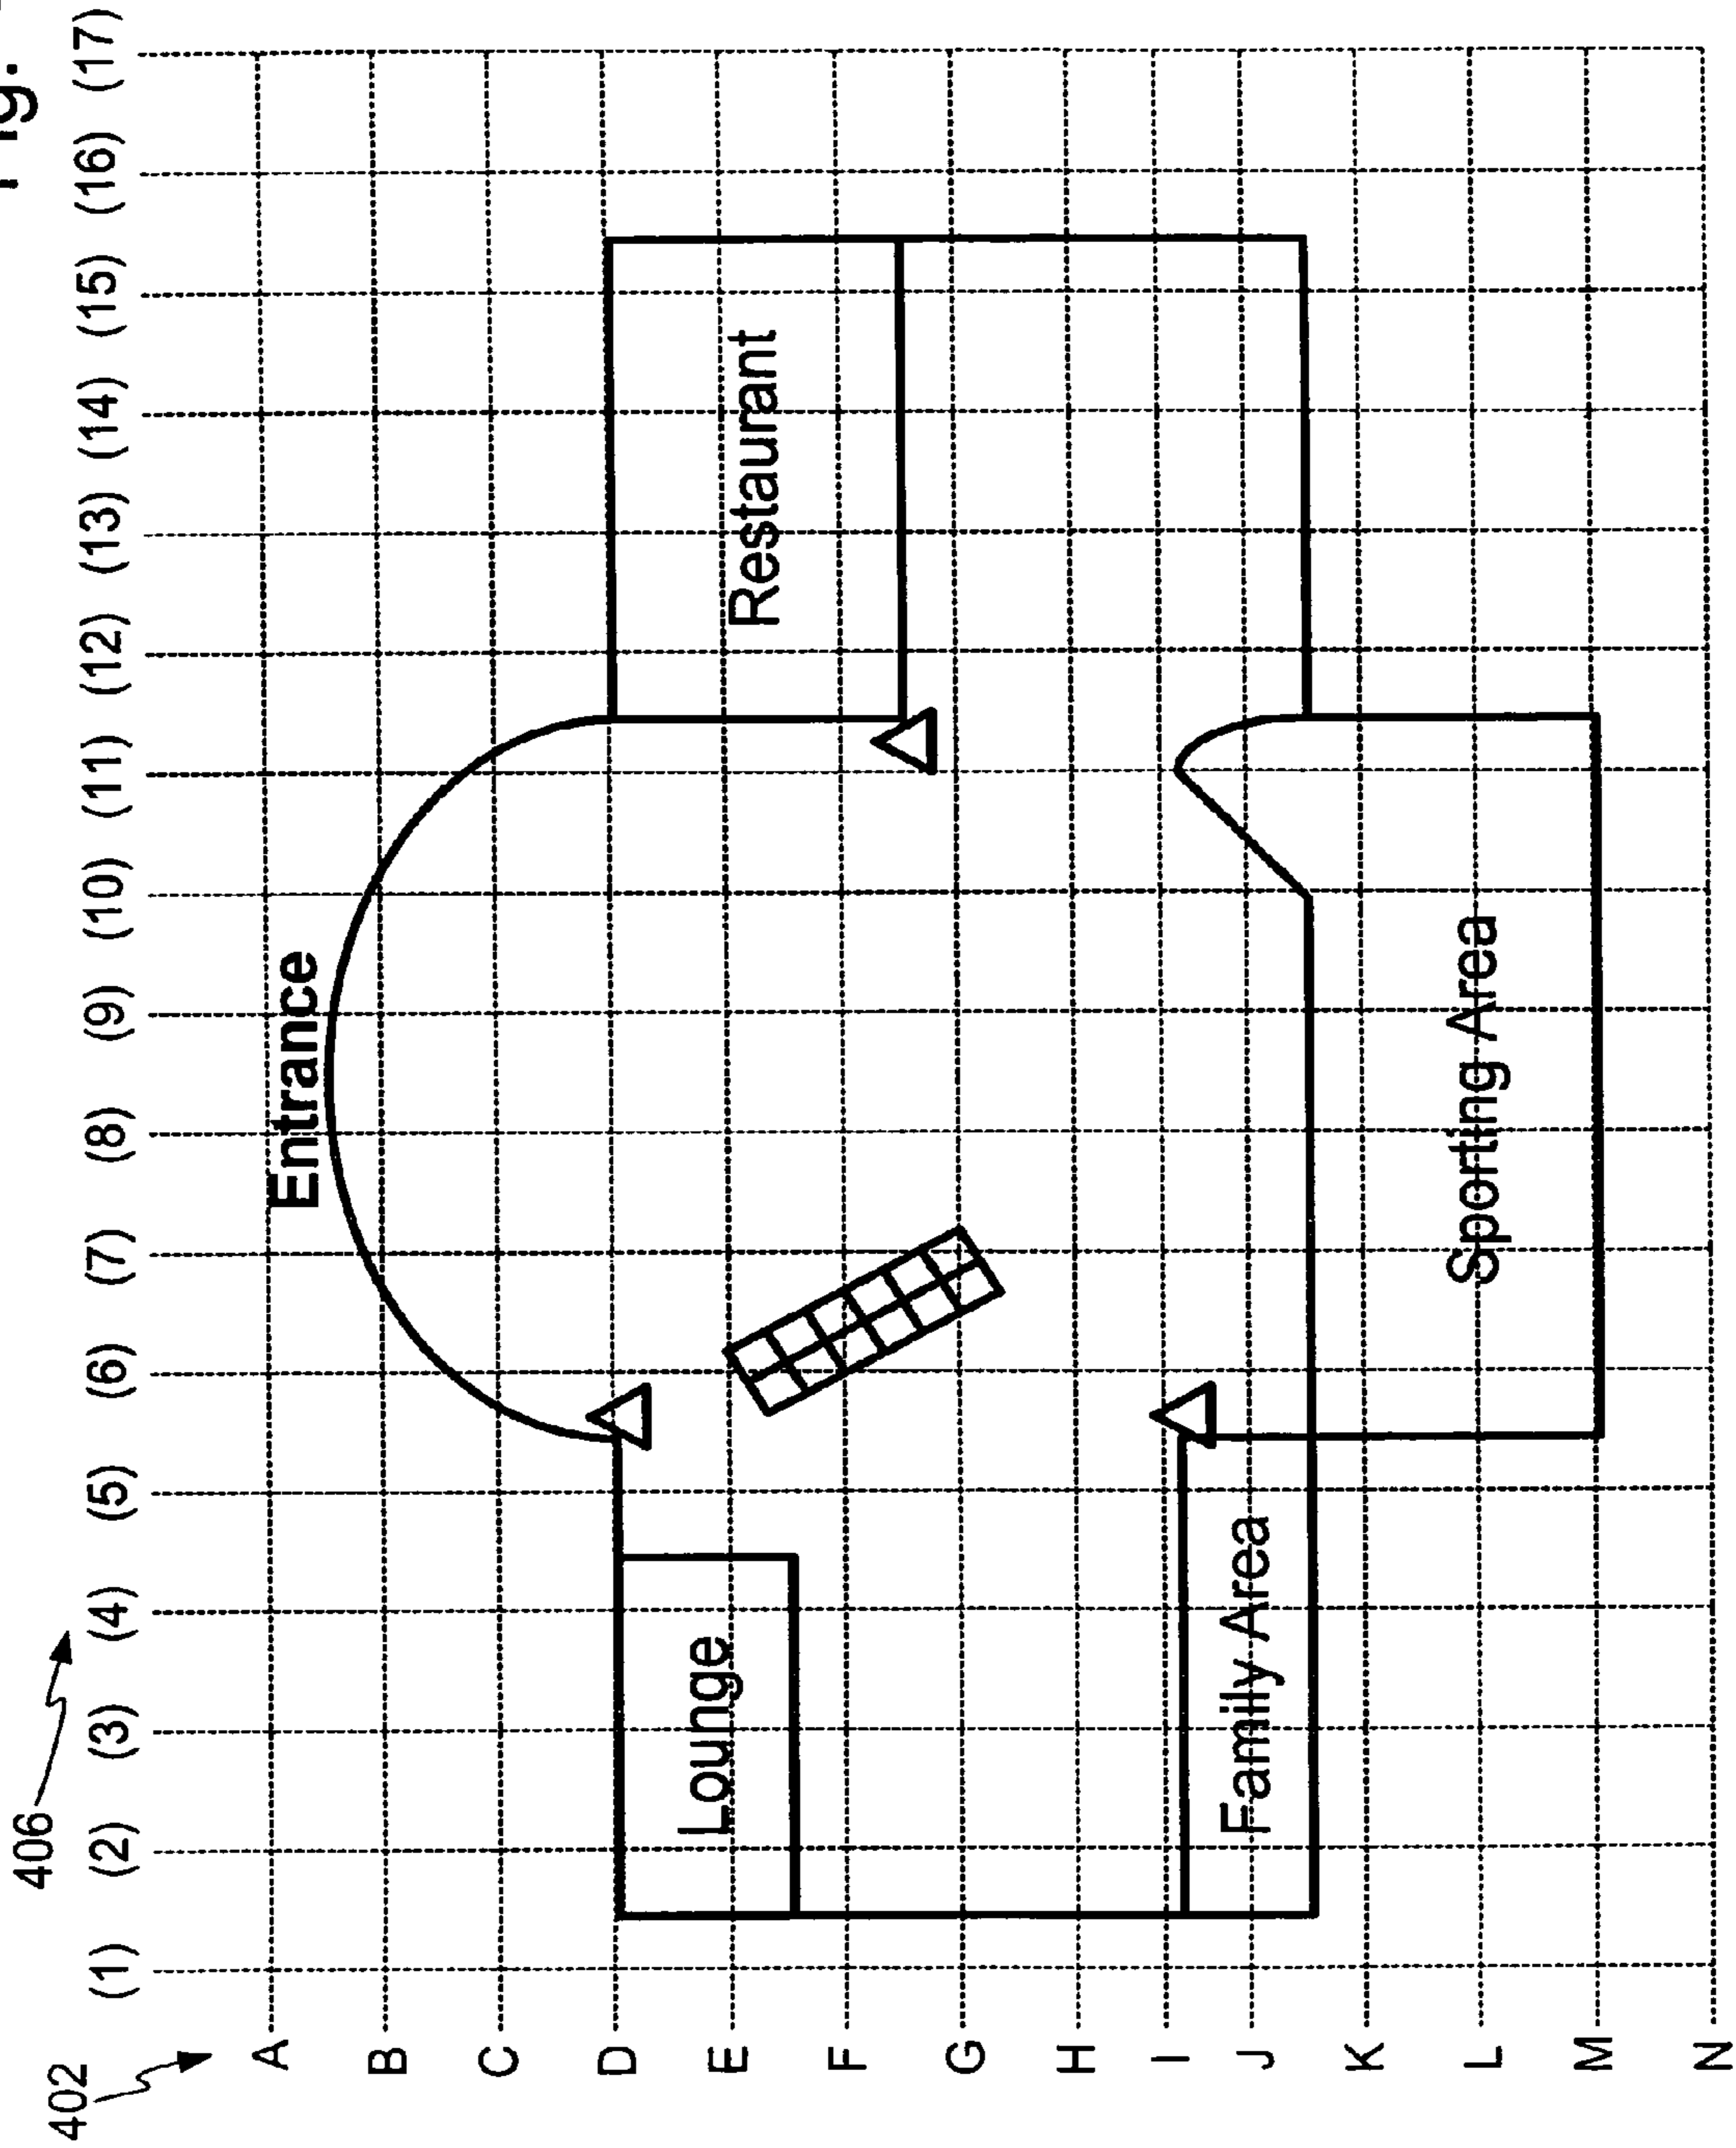 406
(1) (2) (3) (4) (5) (6) (7) (8) (9) (10) (11) (12) (13) (14) (15) (16) (17)
402
A
Entrance
B
C
D
Lounge
E
Restaurant
F
G
H
I
J
Family Area
K
L
Sporting Area
M
N